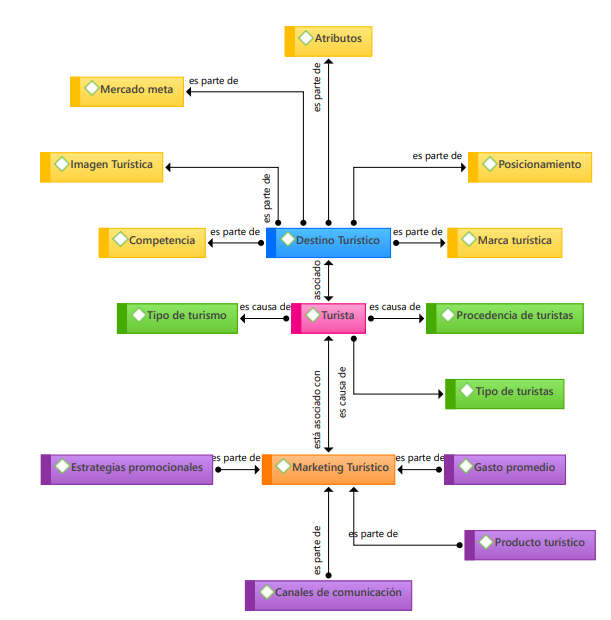 Atributos
es parte de
Mercado meta
es parte de
Imagen Turística
es parte de
es parte de
Posicionamiento
Competencia
es parte de
Destino Turístico
es parte de
Marca turística
asociado
Tipo de turismo
es causa de
Turista
es causa de
Procedencia de turistas
es causa de
Tipo de turistas
está asociado con
Estrategias promocionales
es parte de
Marketing Turístico
es parte de
Gasto promedio
es parte de
es parte de
Producto turístico
Canales de comunicación